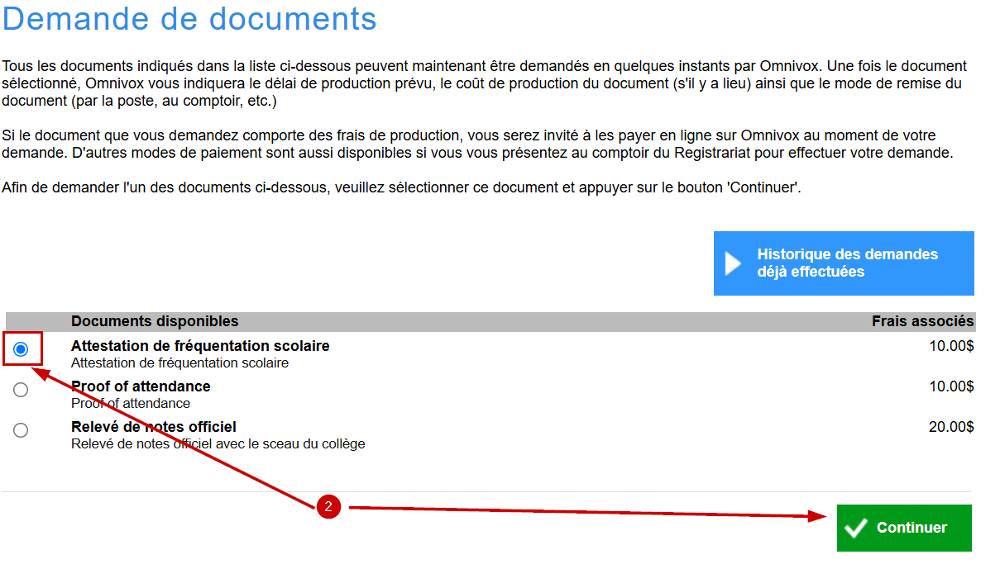 Demande de documents
Tous les documents indiqués dans la liste ci-dessous peuvent maintenant être demandés en quelques instants par Omnivox. Une fois le document
sélectionné, Omnivox vous indiquera le délai de production prévu, le coût de production du document (s'il y a lieu) ainsi que le mode de remise du
document (par la poste, au comptoir, etc.)
Si le document que vous demandez comporte des frais de production, vous serez invité à les payer en ligne sur Omnivox au moment de votre
demande. D'autres modes de paiement sont aussi disponibles si vous vous présentez au comptoir du Registrariat pour effectuer votre demande.
Afin de demander l'un des documents ci-dessous, veuillez sélectionner ce document et appuyer sur le bouton 'Continuer'.
Historique des demandes
déjà effectuées
Documents disponibles Frais associés
Attestation de fréquentation scolaire 10.00$
Attestation de fréquentation scolaire
Proof of attendance 10.00$
Proof of attendance
Relevé de notes officiel 20.00$
Relevé de notes officiel avec le sceau du collège
2
Continuer